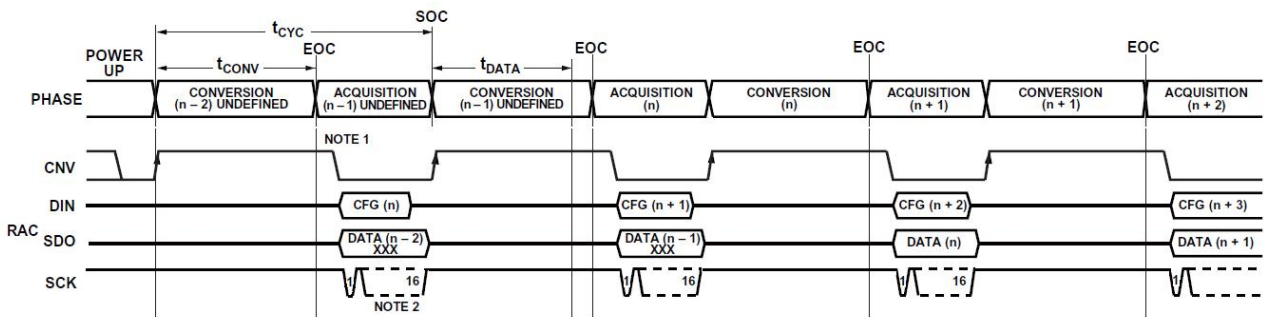 SOC
tCYC
POWER UP
EOC
EOC
EOC
EOC
tCONV
tDATA
PHASE
CONVERSION (n – 2) UNDEFINED
ACQUISITION (n – 1) UNDEFINED
CONVERSION (n – 1) UNDEFINED
ACQUISITION (n)
CONVERSION (n)
ACQUISITION (n + 1)
CONVERSION (n + 1)
ACQUISITION (n + 2)
NOTE 1
CNV
DIN
CFG (n)
CFG (n + 1)
CFG (n + 2)
CFG (n + 3)
RAC
SDO
DATA (n – 2) XXX
DATA (n – 1) XXX
DATA (n)
DATA (n + 1)
SCK
1
16
1
16
1
16
1
NOTE 2